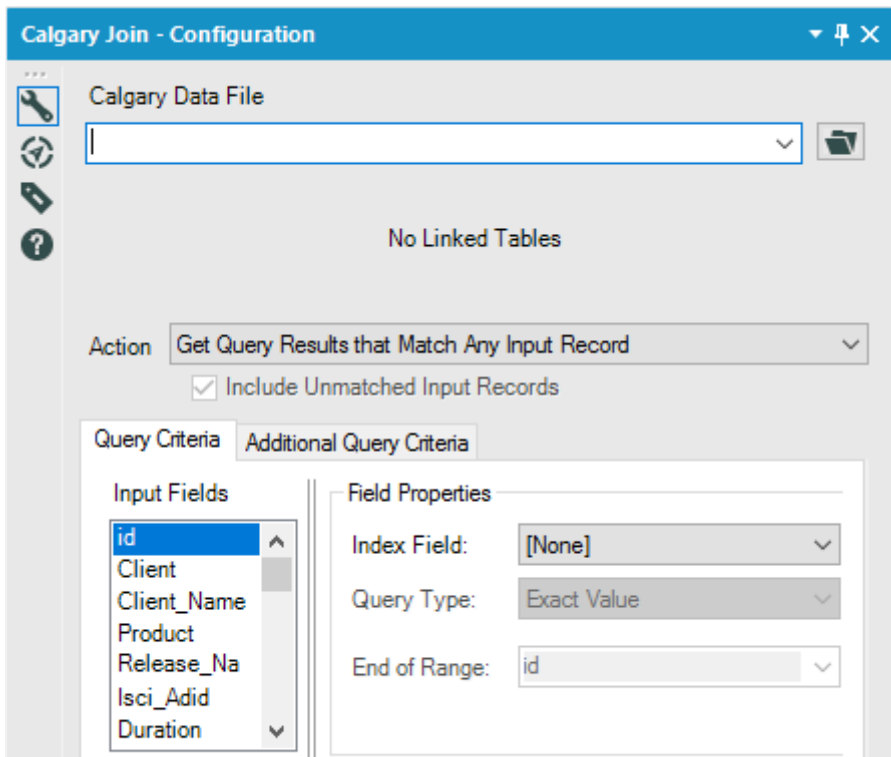 Calgary Join - Configuration
Calgary Data File
No Linked Tables
Action Get Query Results that Match Any Input Record
Include Unmatched Input Records
Query Criteria Additional Query Criteria
Input Fields
id
Client
Client_Name
Product
Release_Na
Isci_Adid
Duration
Field Properties
Index Field: [None]
Query Type: Exact Value
End of Range: id